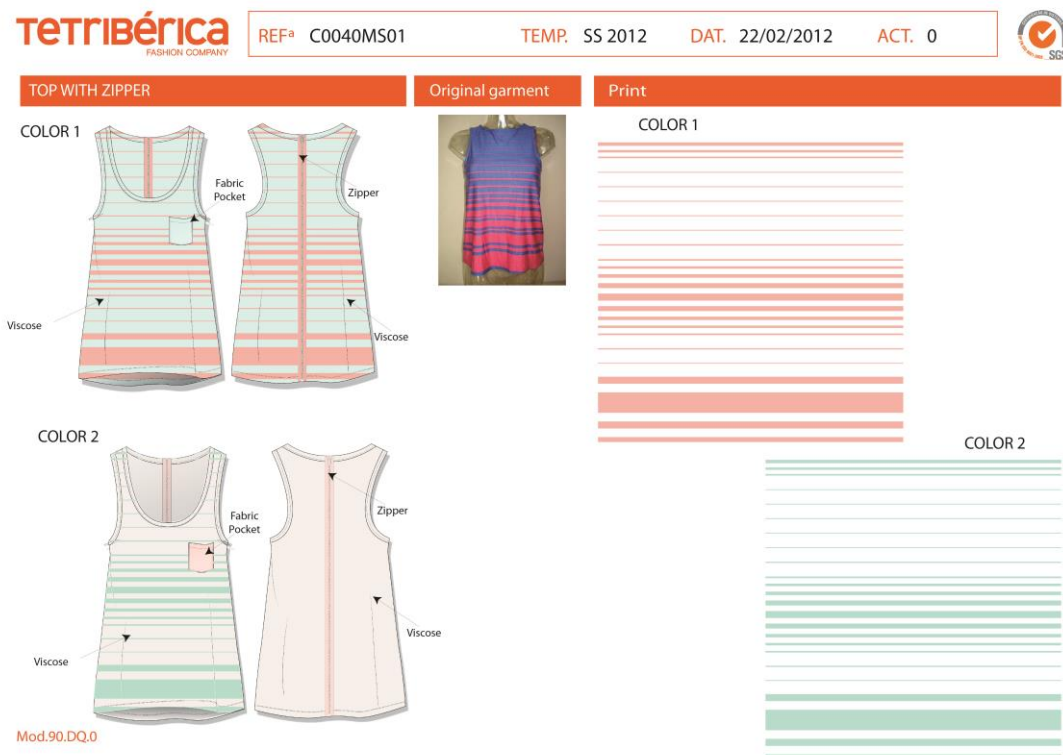 TeTrIBérica
FASHION COMPANY
REFª C0040MS01 TEMP. SS 2012 DAT. 22/02/2012 ACT. 0
SGS
TOP WITH ZIPPER
Original garment
Print
COLOR 1
Fabric
Pocket
Zipper
Viscose
Viscose
COLOR 1
COLOR 2
Fabric
Pocket
Zipper
Viscose
Viscose
COLOR 2
Mod.90.DQ.0